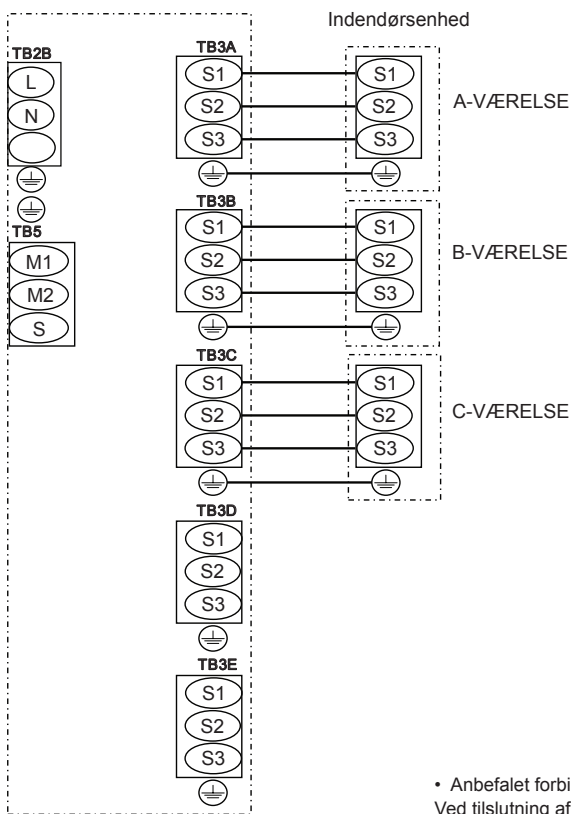 Indendørsenhed
TB2B
L
N
TB5
M1
M2
S
TB3A
S1
S2
S3
S1
S2
S3
A-VÆRELSE
TB3B
S1
S2
S3
S1
S2
S3
B-VÆRELSE
TB3C
S1
S2
S3
S1
S2
S3
C-VÆRELSE
TB3D
S1
S2
S3
TB3E
S1
S2
S3
• Anbefalet forbi
Ved tilslutning af